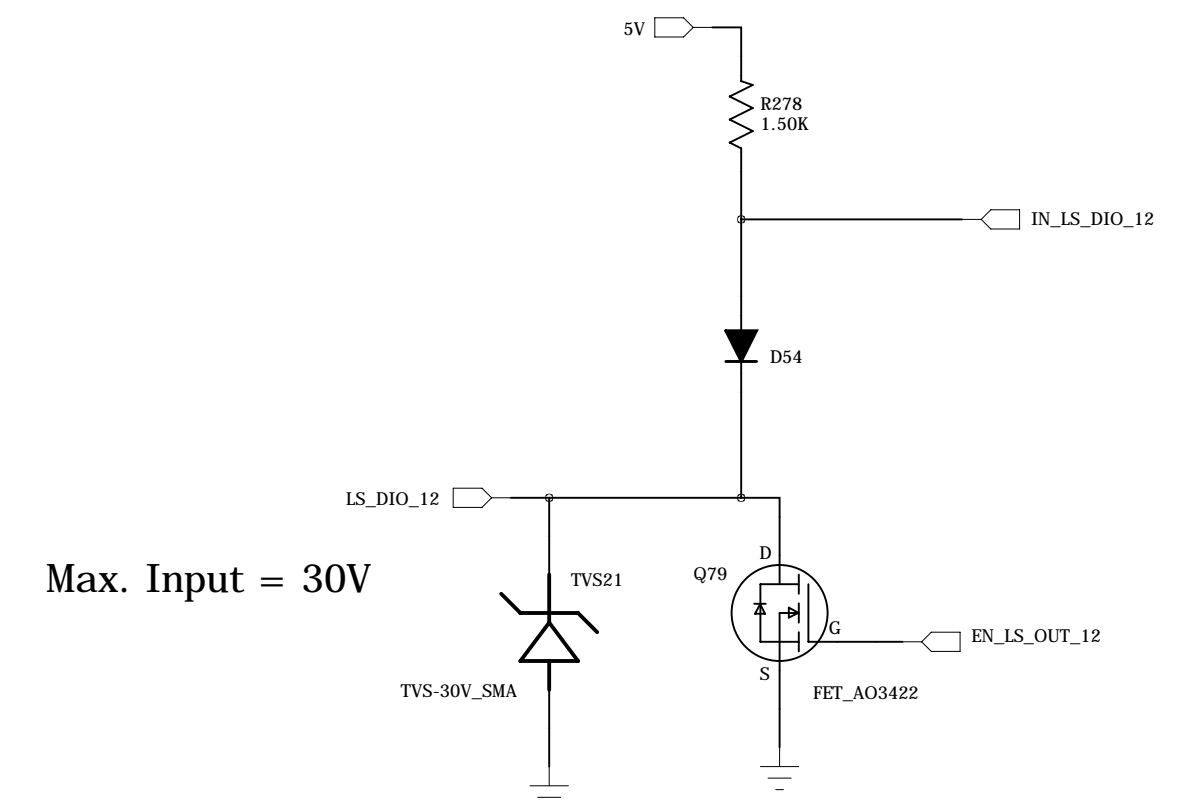 5V
R278
1.50K
IN_LS_DIO_12
D54
LS_DIO_12
Max. Input = 30V
TVS21
TVS-30V_SMA
D
Q79
G
EN_LS_OUT_12
S
FET_AO3422